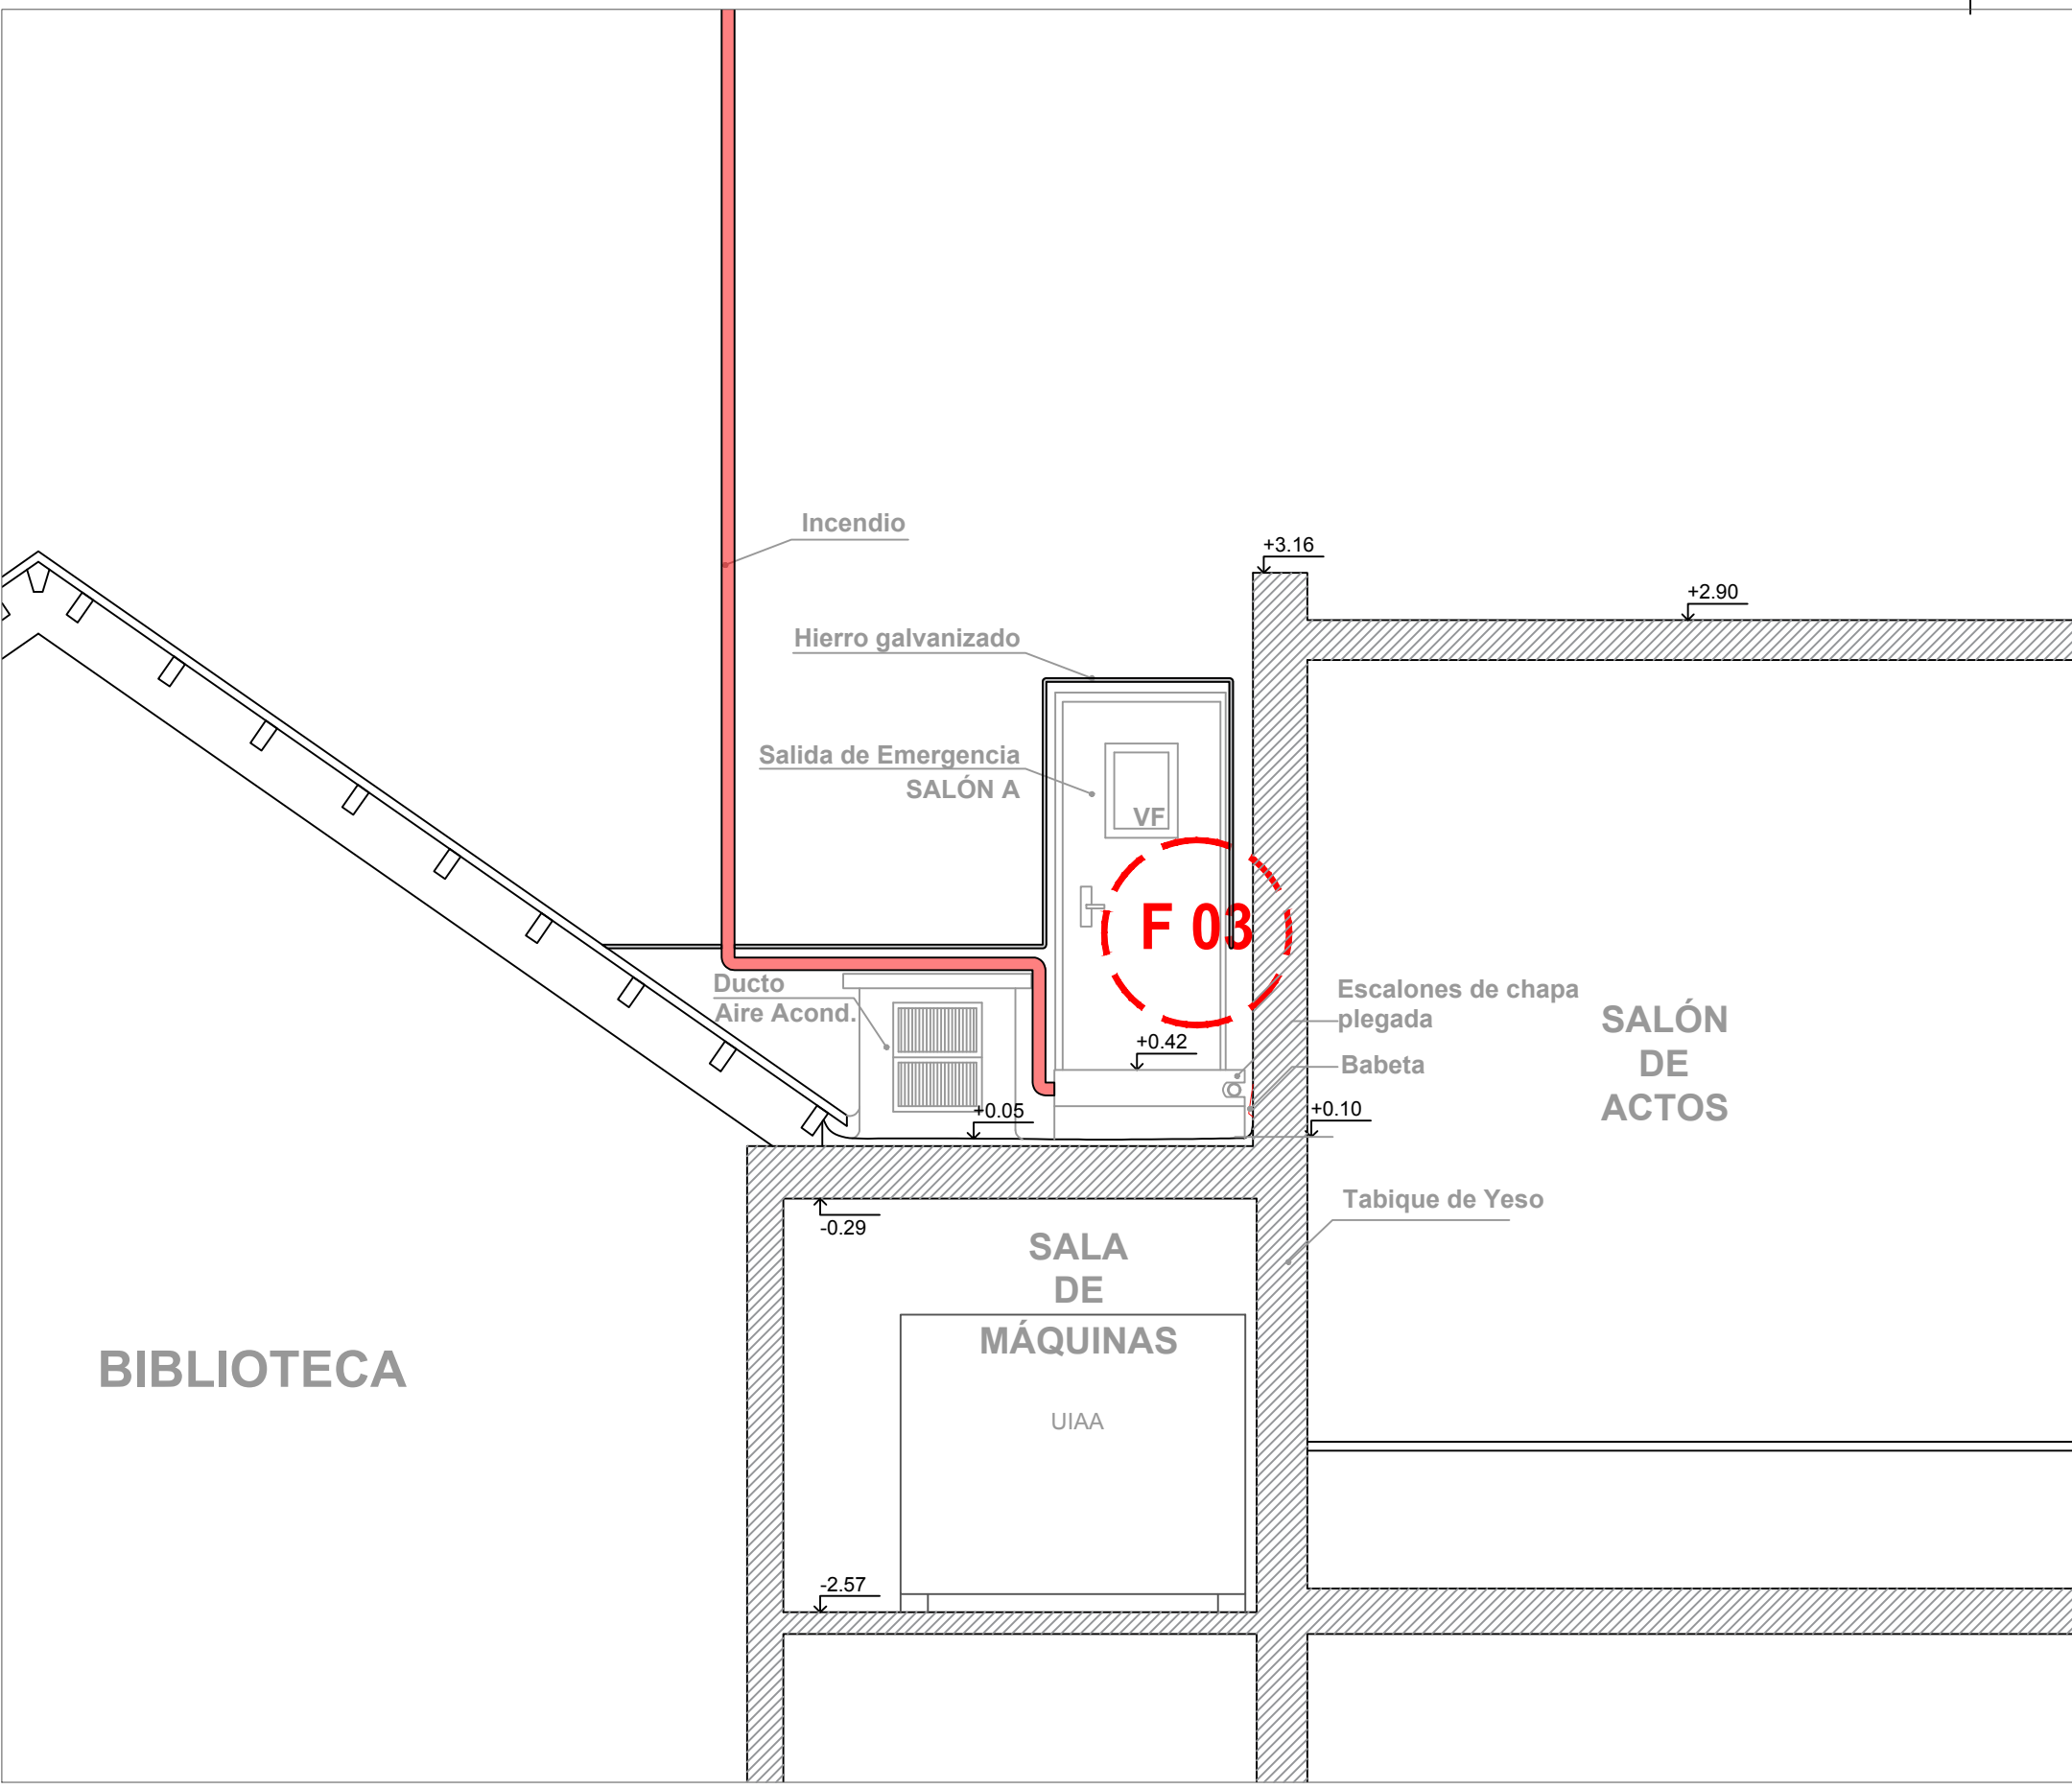 Incendio
+3.16
+2.90
Hierro galvanizado
Salida de Emergencia
SALÓN A
VF
F 03
Ducto
Aire Acond.
Escalones de chapa
plegada
SALÓN
DE
ACTOS
+0.42
Babeta
+0.05
+0.10
Tabique de Yeso
-0.29
SALA
DE
MÁQUINAS
BIBLIOTECA
UIAA
-2.57